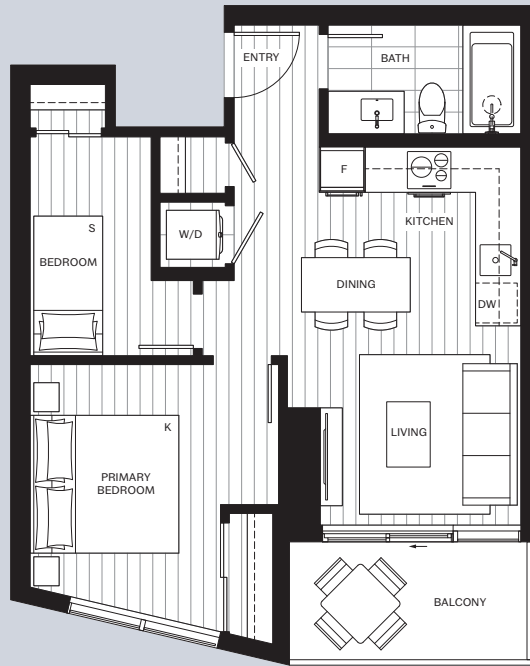 ENTRY
BATH
F
KITCHEN
S
BEDROOM
W/D
DINING
DW
LIVING
K
PRIMARY
BEDROOM
BALCONY